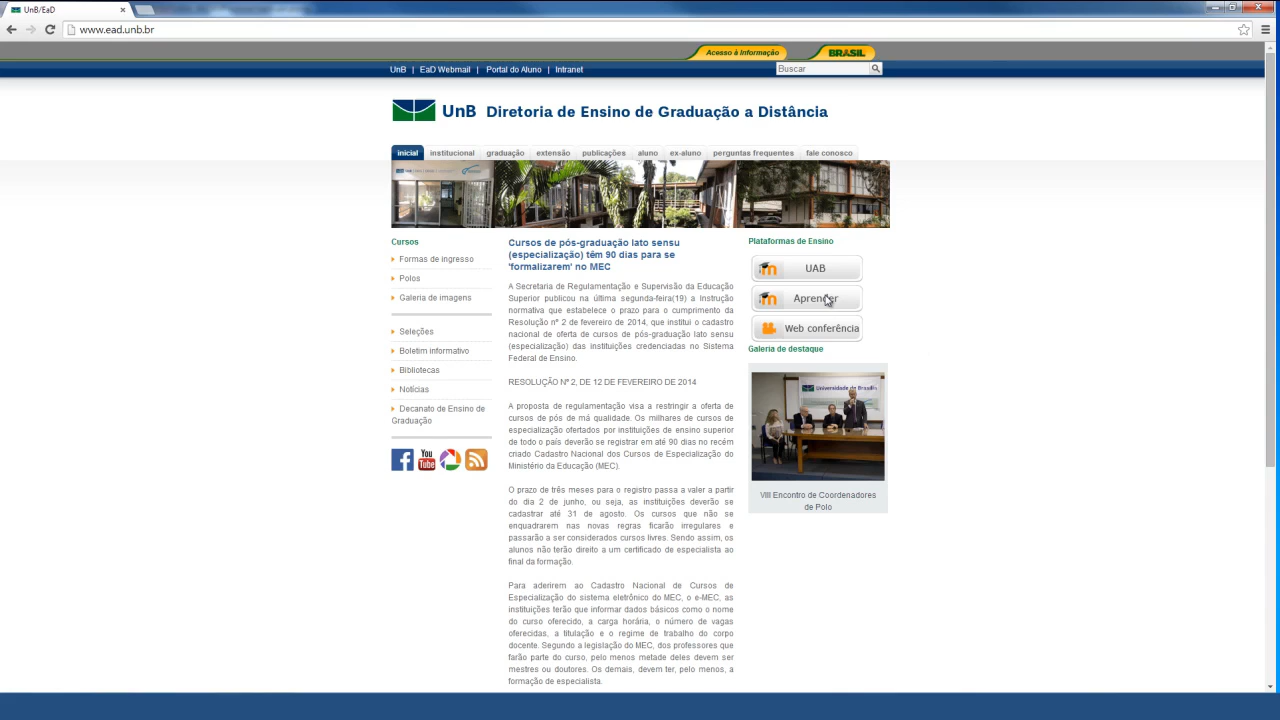 UnB/EaD
www.ead.unb.br
Acesso à Informação
BRASIL
UnB | EaD Webmail | Portal do Aluno | Intranet
Buscar
UnB Diretoria de Ensino de Graduação a Distância
inicial institucional graduação extensão publicações aluno ex-aluno perguntas frequentes fale conosco
Cursos
Formas de ingresso
Polos
Galeria de imagens
Seleções
Boletim informativo
Bibliotecas
Notícias
Decanato de Ensino de
Graduação
You
Tube
Cursos de pós-graduação lato sensu
(especialização) têm 90 dias para se
'formalizarem' no MEC
A Secretaria de Regulamentação e Supervisão da Educação
Superior publicou na última segunda-feira(19) a Instrução
normativa que estabelece o prazo para o cumprimento da
Resolução nº 2 de fevereiro de 2014, que institui o cadastro
nacional de oferta de cursos de pós-graduação lato sensu
(especialização) das instituições credenciadas no Sistema
Federal de Ensino.
RESOLUÇÃO Nº 2, DE 12 DE FEVEREIRO DE 2014
A proposta de regulamentação visa a restringir a oferta de
cursos de pós de má qualidade. Os milhares de cursos de
especialização ofertados por instituições de ensino superior
de todo o país deverão se registrar em até 90 dias no recém
criado Cadastro Nacional dos Cursos de Especialização do
Ministério da Educação (MEC).
O prazo de três meses para o registro passa a valer a partir
do dia 2 de junho, ou seja, as instituições deverão se
cadastrar até 31 de agosto. Os cursos que não se
enquadrarem nas novas regras ficarão irregulares e
passarão a ser considerados cursos livres. Sendo assim, os
alunos não terão direito a um certificado de especialista ao
final da formação.
Para aderirem ao Cadastro Nacional de Cursos de
Especialização do sistema eletrônico do MEC, o e-MEC, as
instituições terão que informar dados básicos como o nome
do curso oferecido, a carga horária, o número de vagas
oferecidas, a titulação e o regime de trabalho do corpo
docente. Segundo a legislação do MEC, dos professores que
farão parte do curso, pelo menos metade deles devem ser
mestres ou doutores. Os demais, devem ter, pelo menos, a
formação de especialista.
Plataformas de Ensino
UAB
Aprender
Web conferência
Galeria de destaque
Universidade de Brasília
VIII Encontro de Coordenadores
de Polo